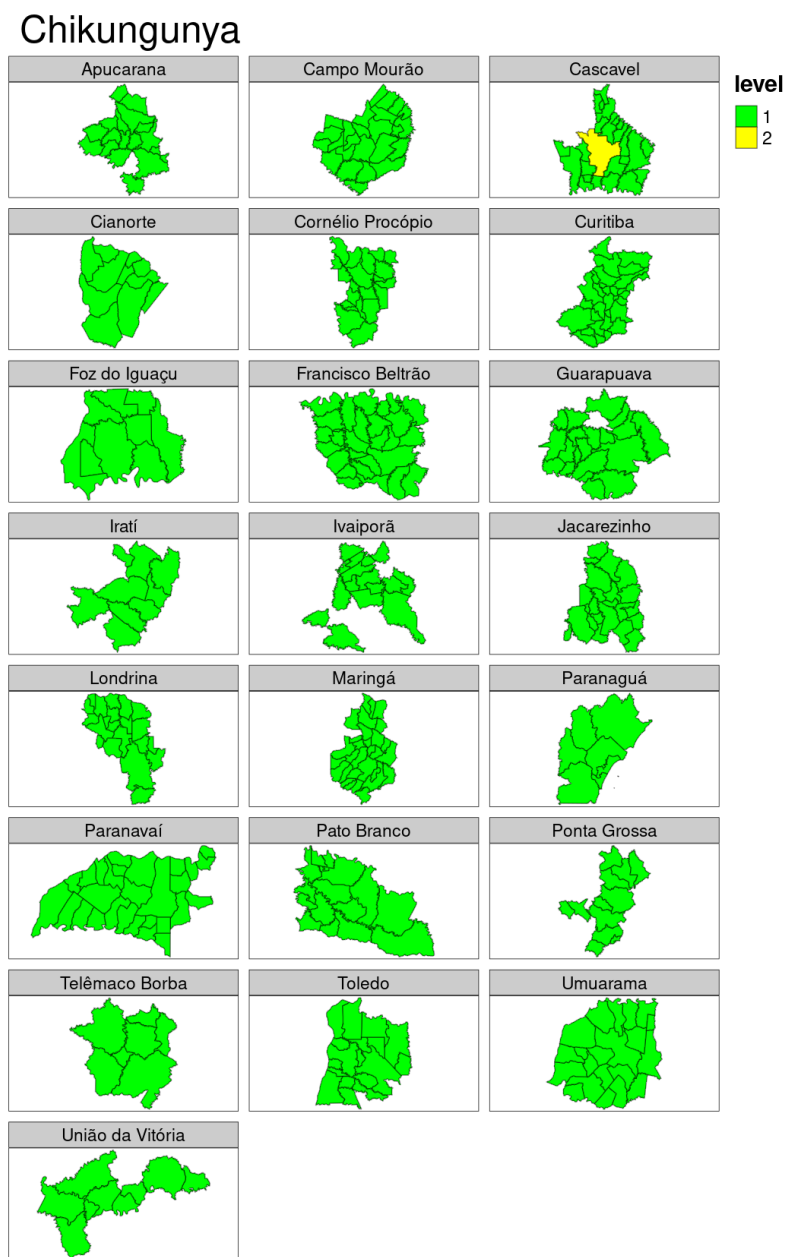 Chikungunya
Apucarana
Campo Mourão
Cascavel
level
1
2
Cianorte
Cornélio Procópio
Curitiba
Foz do Iguaçu
Francisco Beltrão
Guarapuava
Iratí
Ivaiporã
Jacarezinho
Londrina
Maringá
Paranaguá
Paranavaí
Pato Branco
Ponta Grossa
Telêmaco Borba
Toledo
Umuarama
União da Vitória